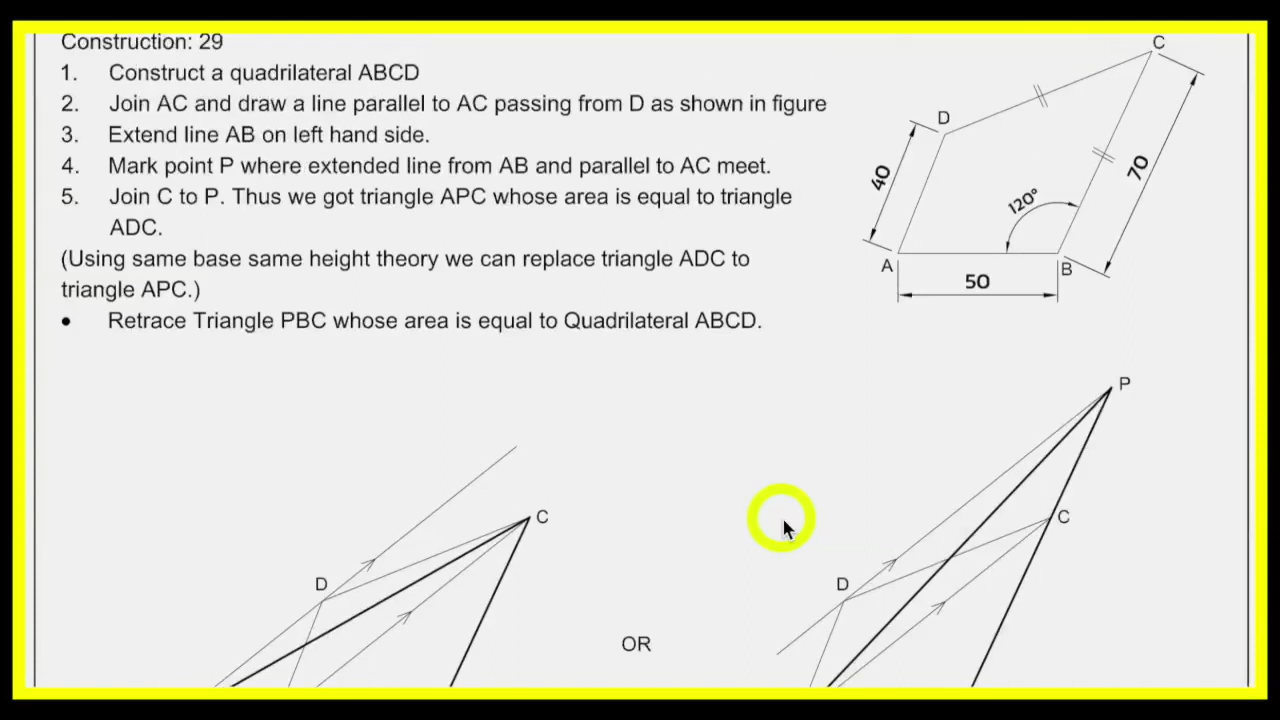 Construction: 29
1. Construct a quadrilateral ABCD
2. Join AC and draw a line parallel to AC passing from D as shown in figure
3. Extend line AB on left hand side.
4. Mark point P where extended line from AB and parallel to AC meet.
5. Join C to P. Thus we got triangle APC whose area is equal to triangle
ADC.
(Using same base same height theory we can replace triangle ADC to
triangle APC.)
• Retrace Triangle PBC whose area is equal to Quadrilateral ABCD.
C
D
40
70
120°
A
B
50
C
D
OR
P
C
D